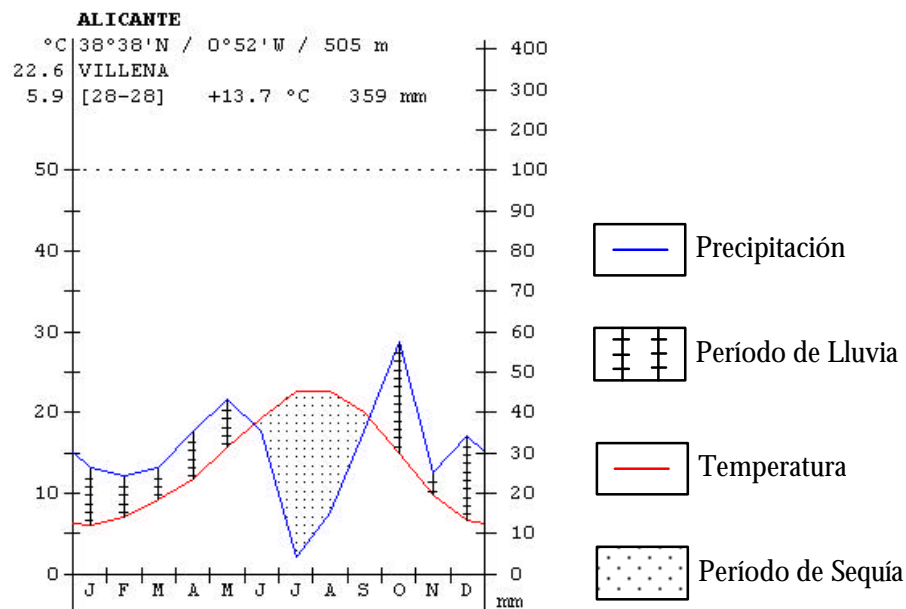 ALICANTE
°C 38°38'N / 0°52'W / 505 m
22.6 VILLENA
5.9 [28-28] +13.7 °C 359 mm
400
300
200
50 100
90
40 80
70
30 60
50
20 40
30
10 20
10
0 0
J F M A M J J A S O N D mm
Precipitación
Período de Lluvia
Temperatura
Período de Sequía